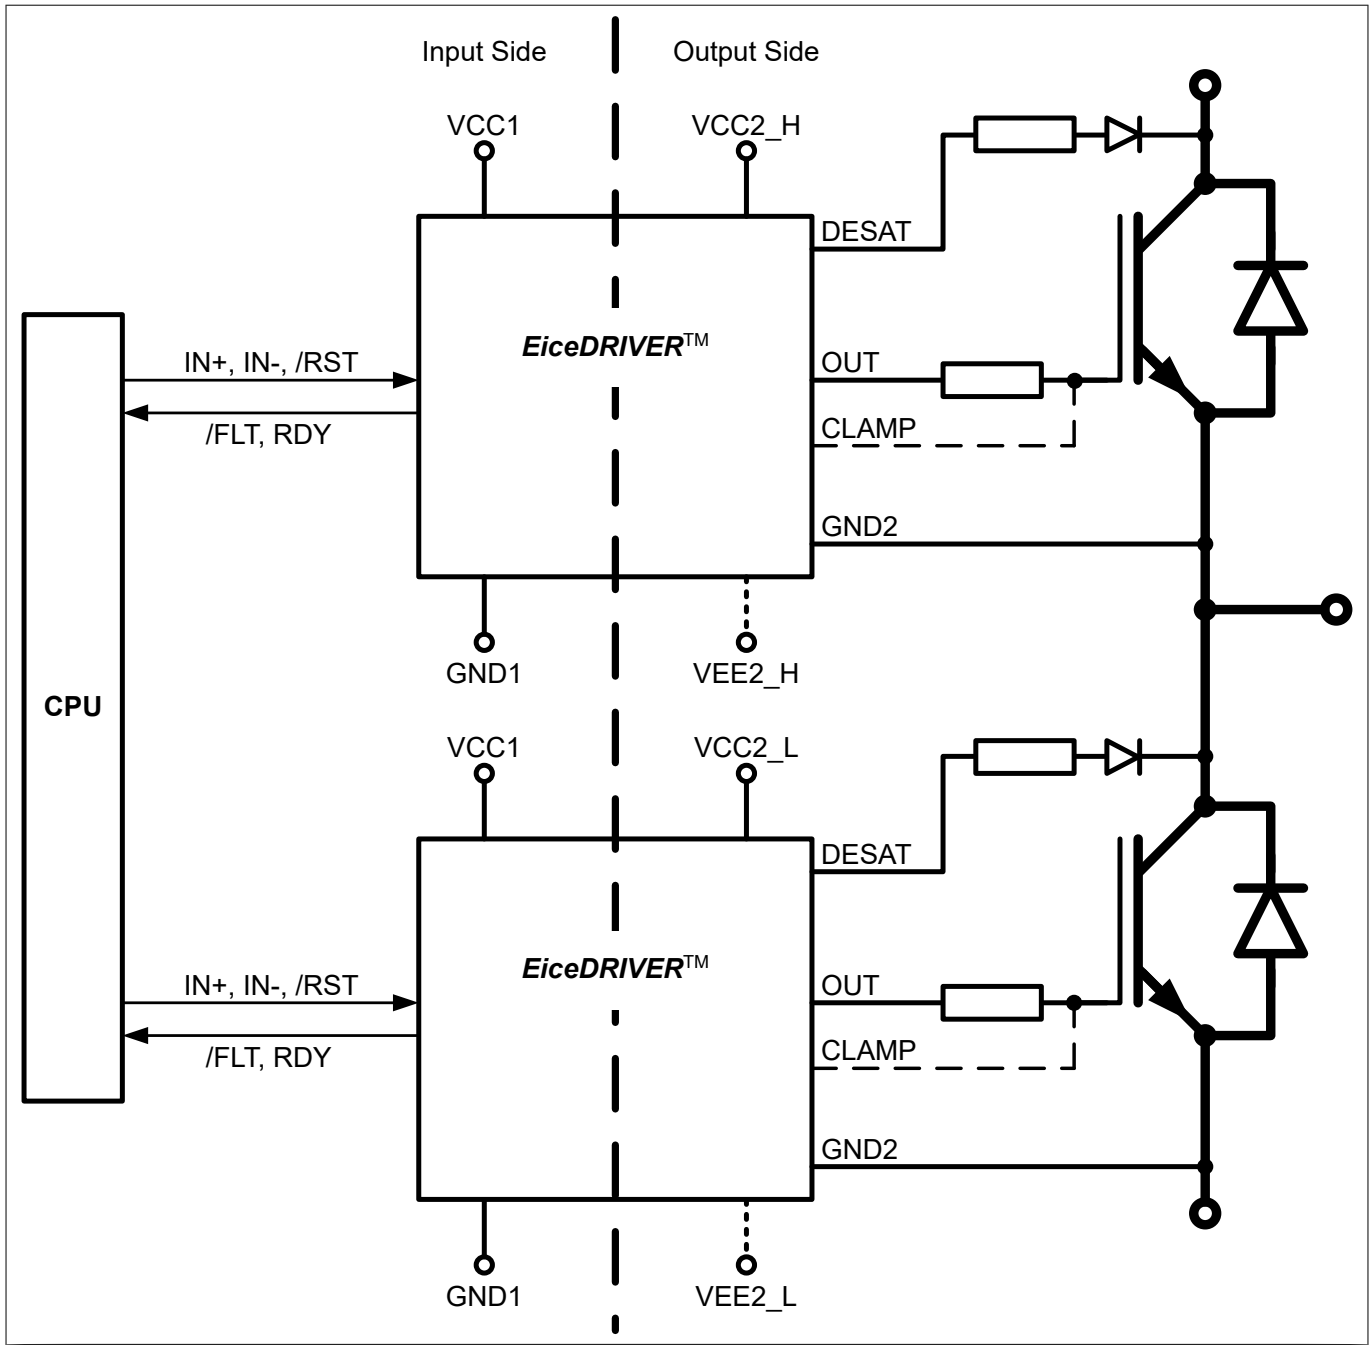 Input Side
Output Side
VCC1
VCC2_H
DESAT
EiceDRIVER™
OUT
IN+, IN-, /RST
/FLT, RDY
CLAMP
GND2
GND1
VEE2_H
CPU
VCC1
VCC2_L
DESAT
EiceDRIVER™
OUT
IN+, IN-, /RST
/FLT, RDY
CLAMP
GND2
GND1
VEE2_L